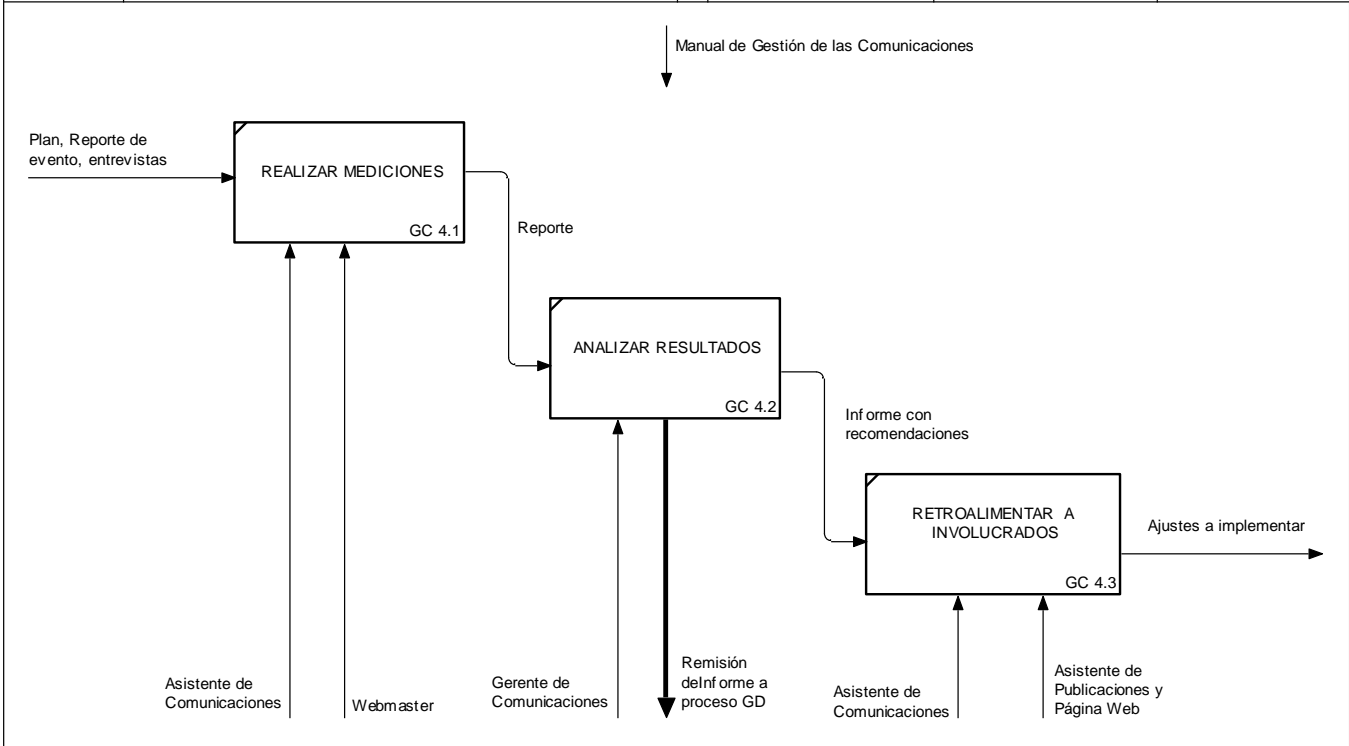 Manual de Gestión de las Comunicaciones
Plan, Reporte de
evento, entrevistas
REALIZAR MEDICIONES
GC 4.1
Reporte
ANALIZAR RESULTADOS
GC 4.2
Informe con
recomendaciones
RETROALIMENTAR A
INVOLUCRADOS
GC 4.3
Ajustes a implementar
Asistente de
Comunicaciones
Webmaster
Gerente de
Comunicaciones
Remisión
deInforme a
proceso GD
Asistente de
Comunicaciones
Asistente de
Publicaciones y
Página Web